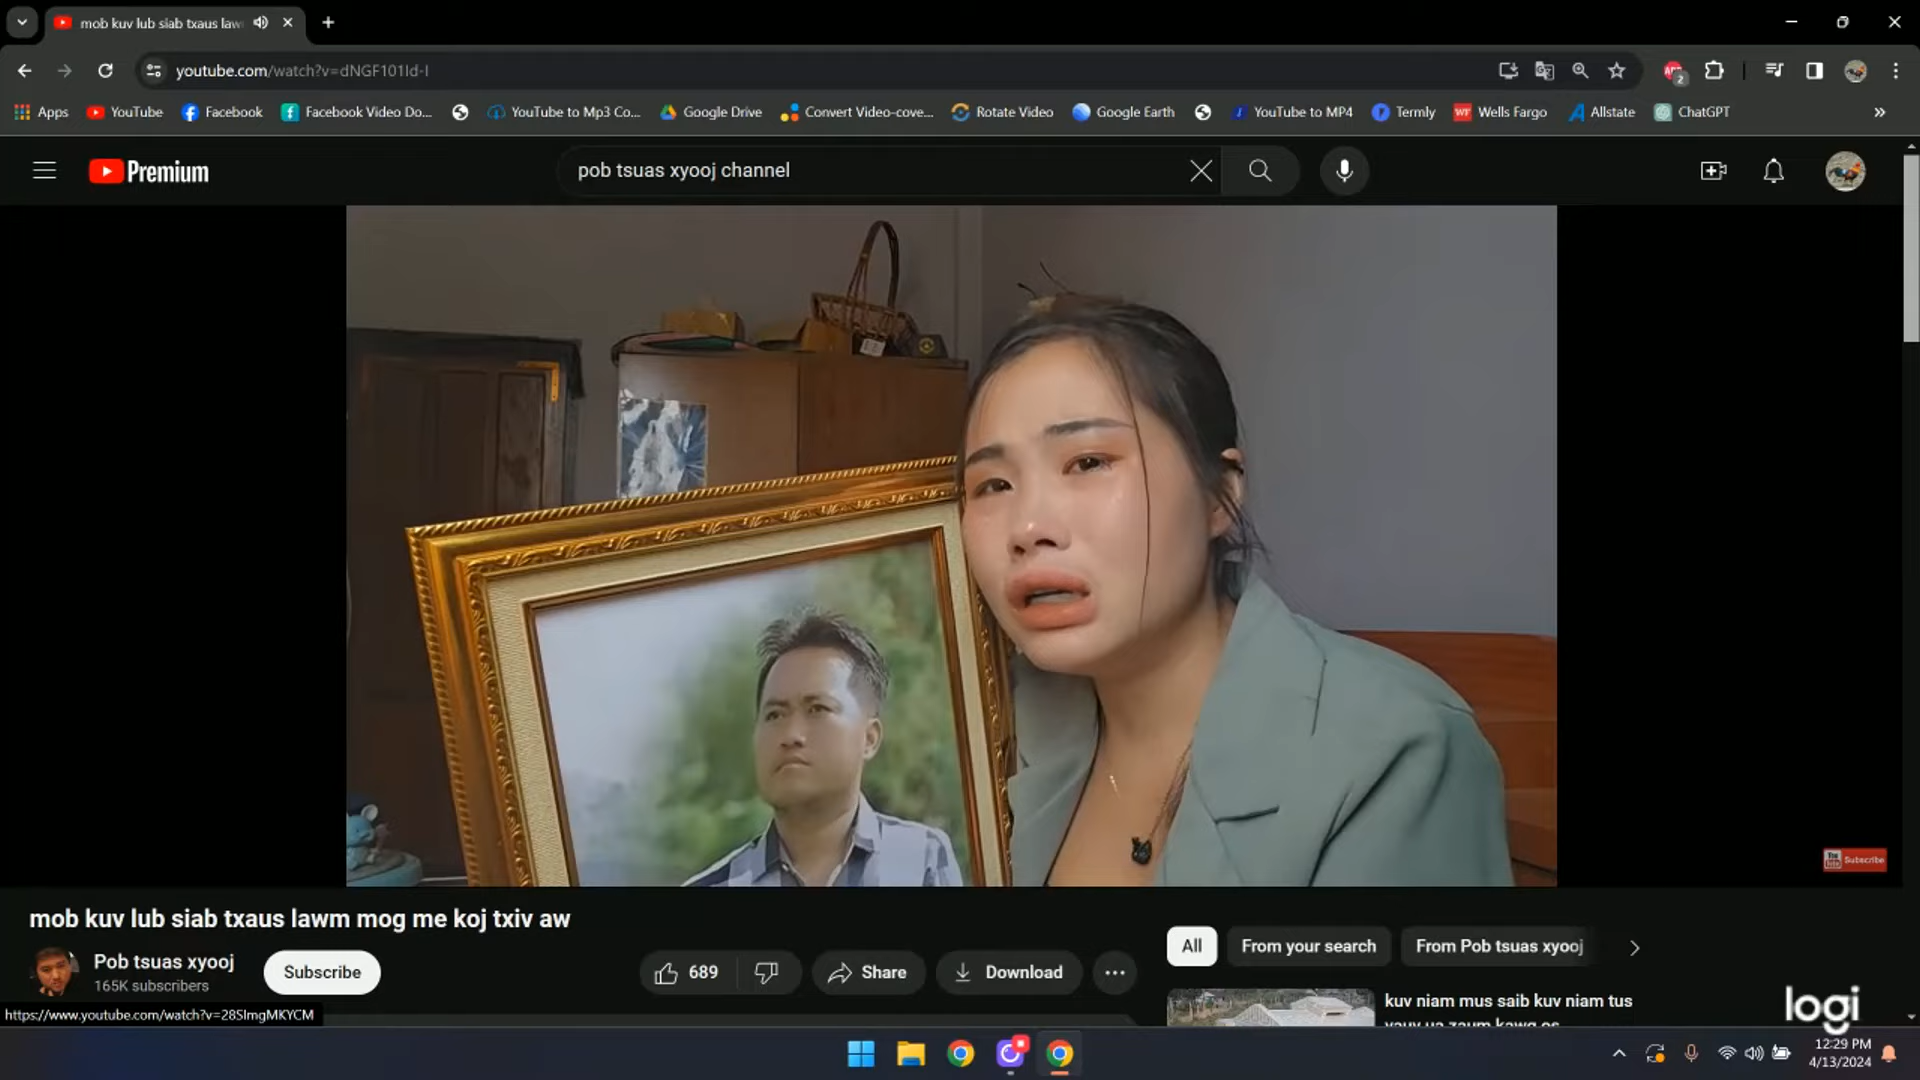 mob kuv lub siab txaus law
youtube.com/watch?v=dNGF101Id-I
Apps YouTube Facebook Facebook Video Do... YouTube to Mp3 Co... Google Drive Convert Video-cove... Rotate Video Google Earth YouTube to MP4 Termly Wells Fargo Allstate ChatGPT
Premium
pob tsuas xyooj channel
Subscribe
mob kuv lub siab txaus lawm mog me koj txiv aw
Pob tsuas xyooj
165K subscribers
Subscribe
689
Share
Download
All From your search From Pob tsuas xyooj
kuv niam mus saib kuv niam tus
https://www.youtube.com/watch?v=28SlmgMKYCM
logi
12:29 PM
4/13/2024